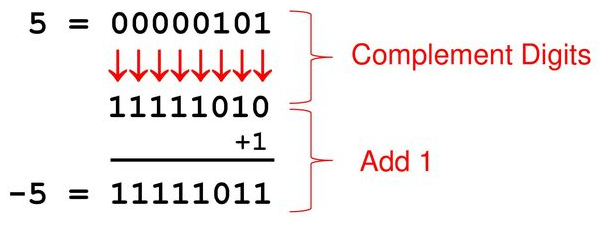 5 = 00000101
Complement Digits
11111010
+1
Add 1
-5 = 11111011